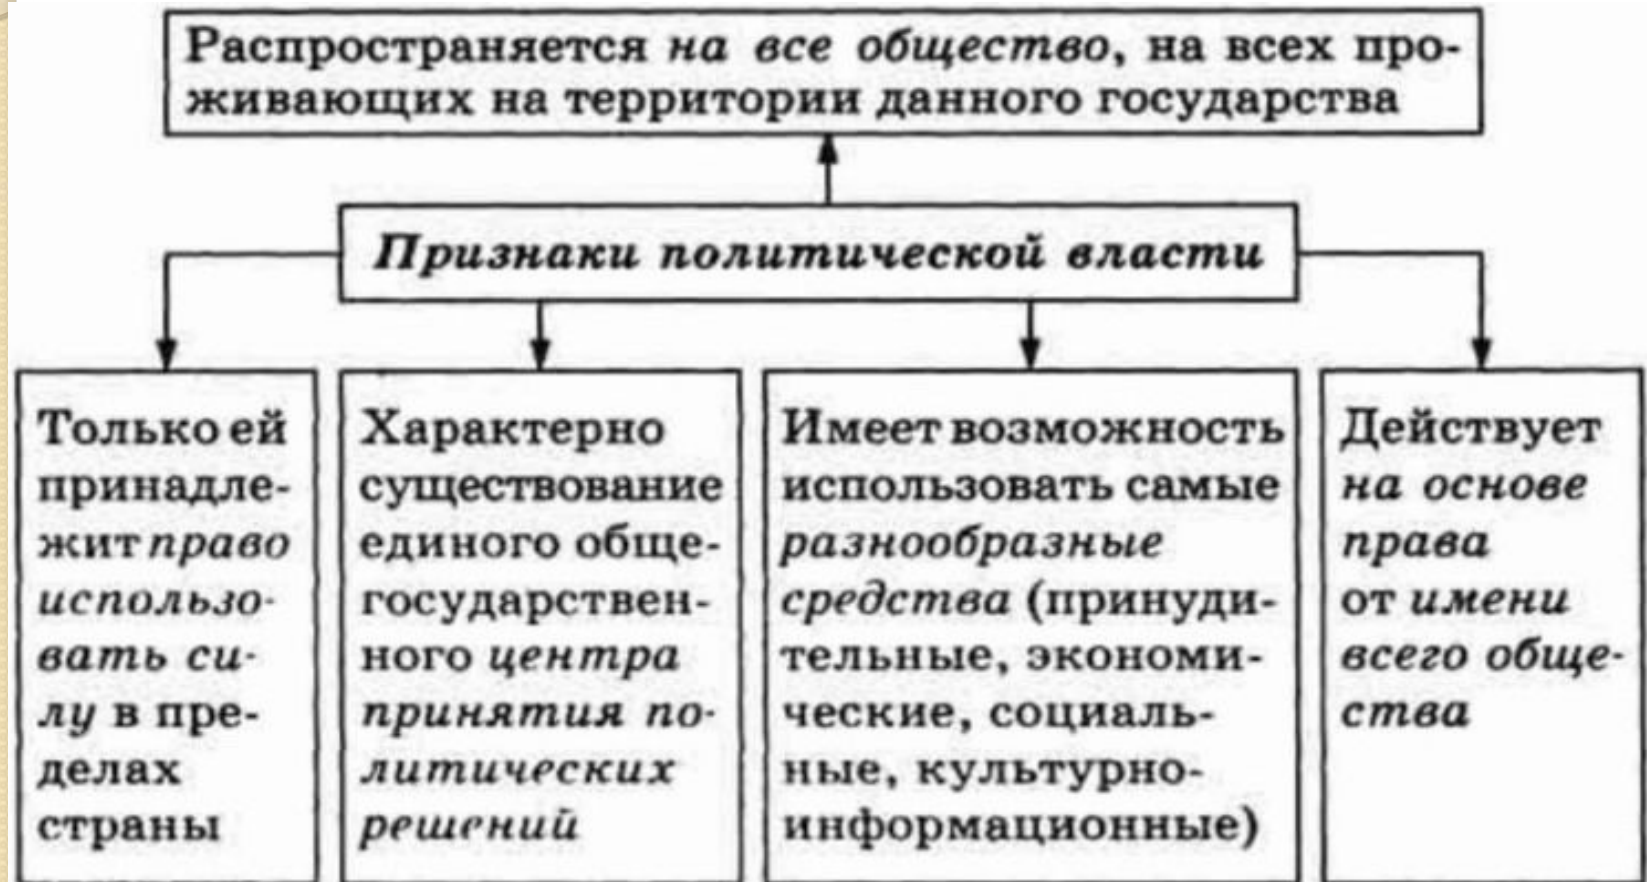 Распространяется на все общество, на всех про-
живающих на территории данного государства
Признаки политической власти
Только ей
принадле-
жит право
использо-
вать си-
лу в пре-
делах
страны
Характерно
существование
единого обще-
государствен-
ного центра
принятия по-
литических
решений
Имеет возможность
использовать самые
разнообразные
средства (принуди-
тельные, экономи-
ческие, социаль-
ные, культурно-
информационные)
Действует
на основе
права
от имени
всего обще-
ства